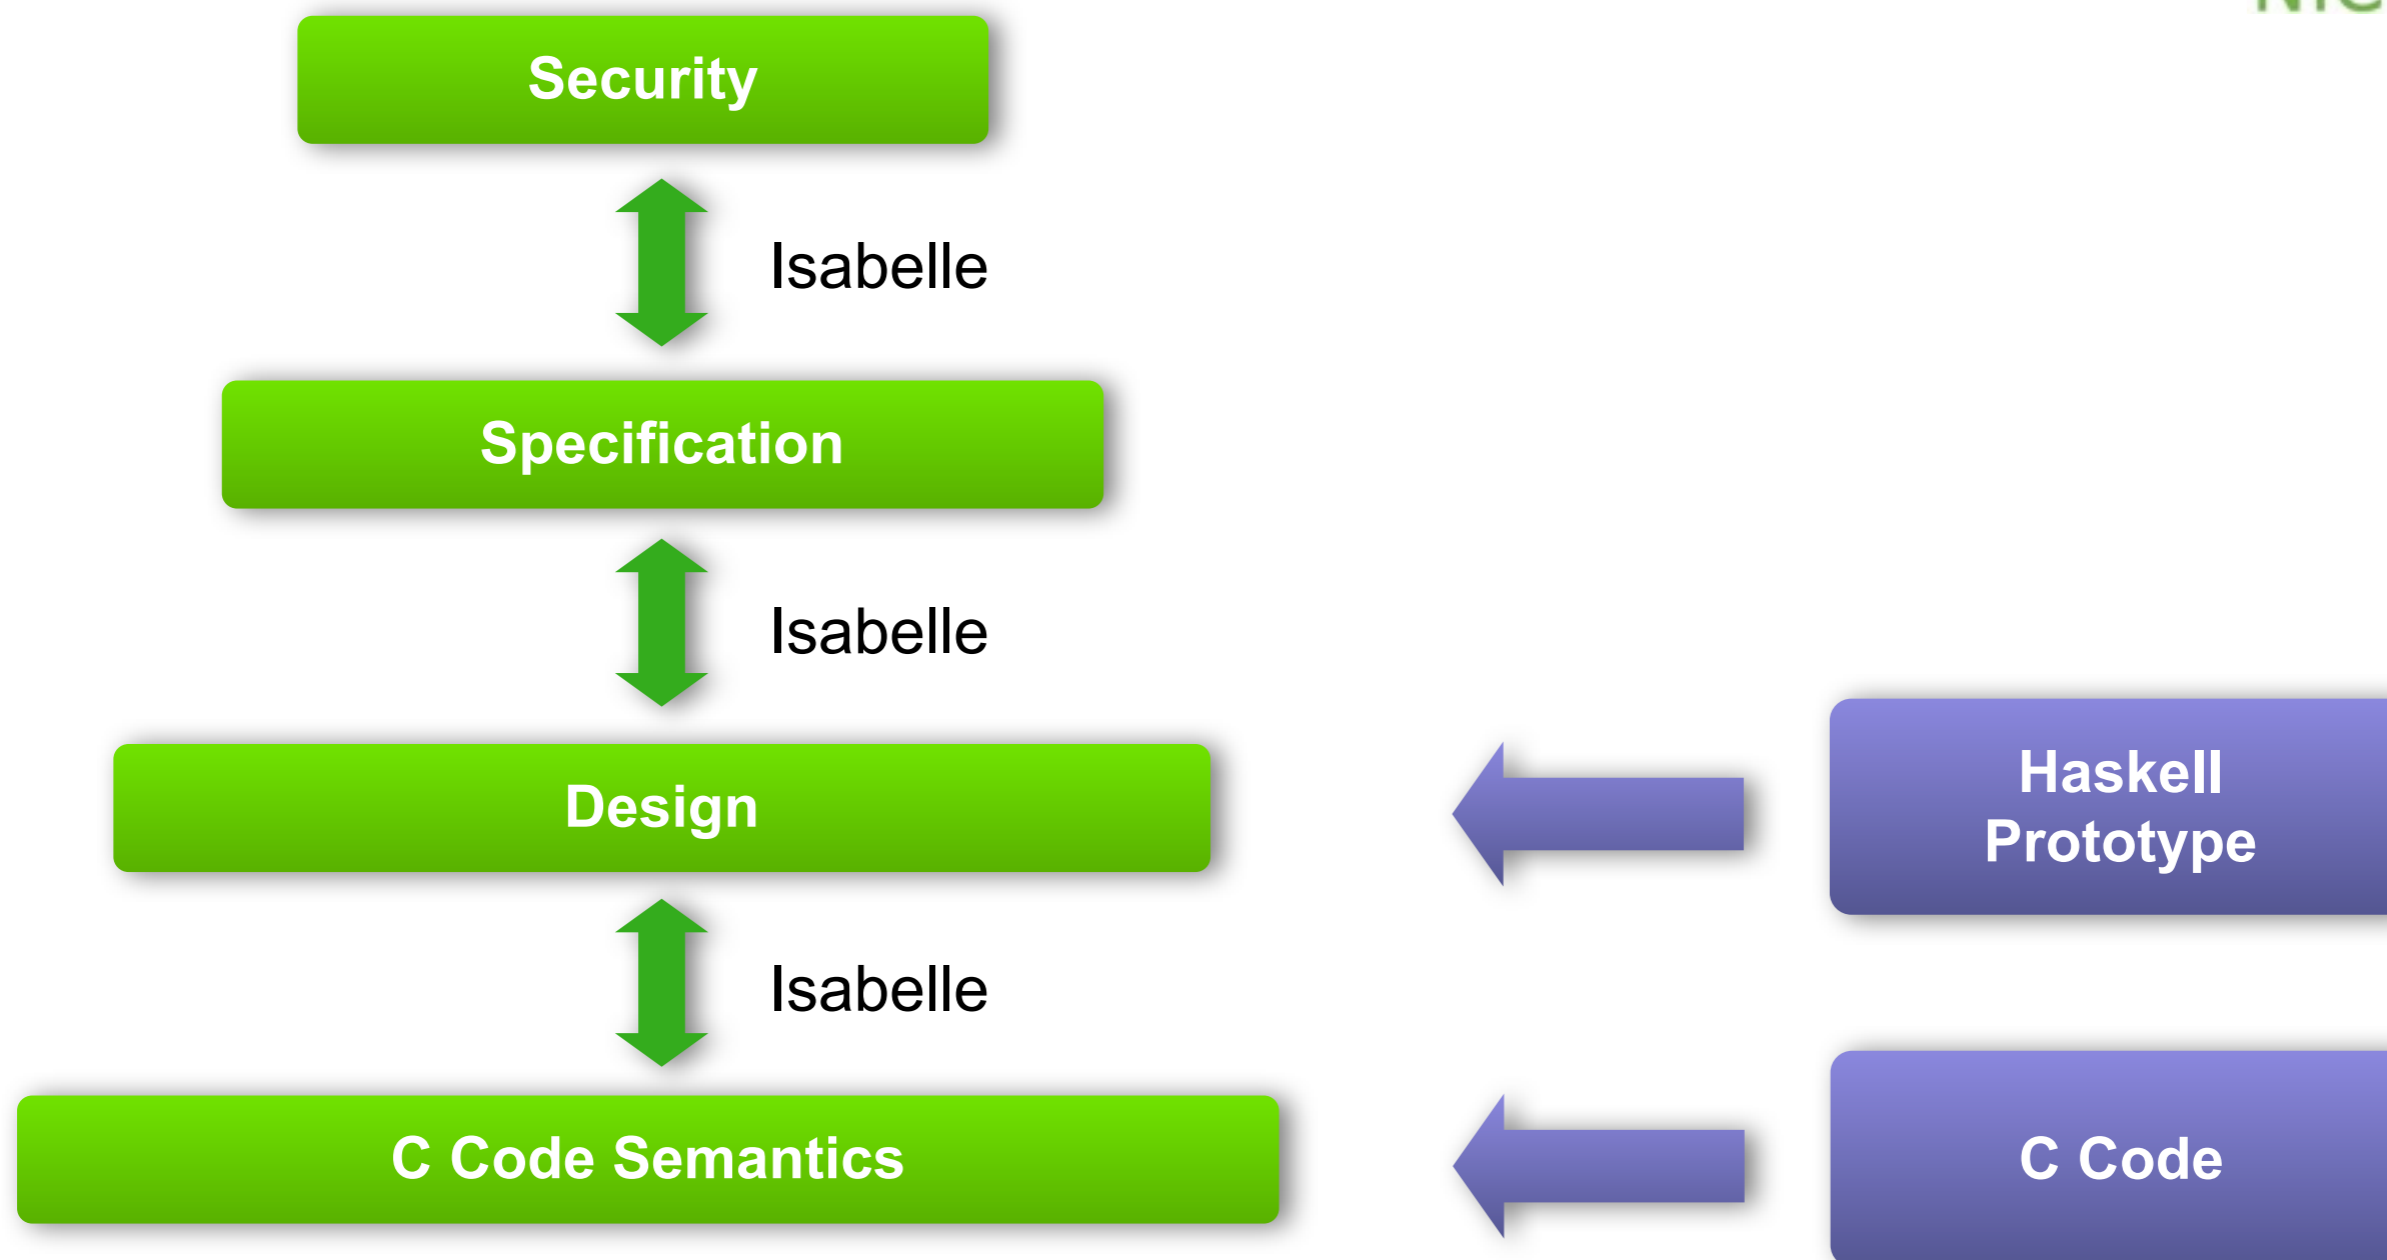 Security
Isabelle
Specification
Isabelle
Design
Haskell
Prototype
Isabelle
C Code Semantics
C Code